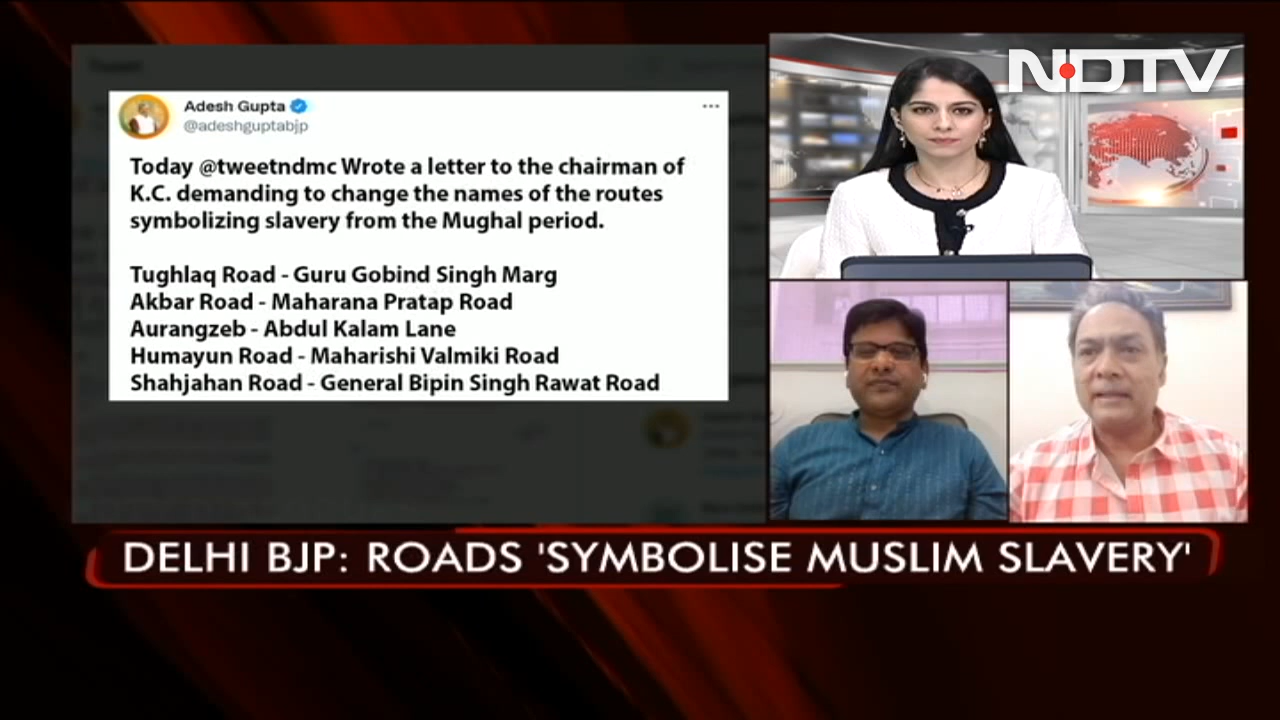 NDTV
Adesh Gupta
@adeshguptabjp
Today @tweetndmc Wrote a letter to the chairman of
K.C. demanding to change the names of the routes
symbolizing slavery from the Mughal period.
Tughlaq Road - Guru Gobind Singh Marg
Akbar Road - Maharana Pratap Road
Aurangzeb - Abdul Kalam Lane
Humayun Road - Maharishi Valmiki Road
Shahjahan Road - General Bipin Singh Rawat Road
DELHI BJP: ROADS 'SYMBOLISE MUSLIM SLAVERY'